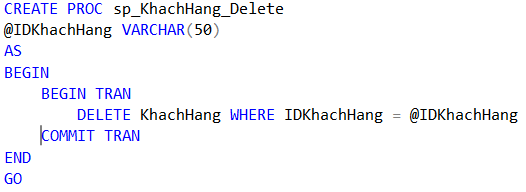 CREATE PROC sp_KhachHang_Delete
@IDKhachHang VARCHAR(50)
AS
BEGIN
    BEGIN TRAN
        DELETE KhachHang WHERE IDKhachHang = @IDKhachHang
    COMMIT TRAN
END
GO